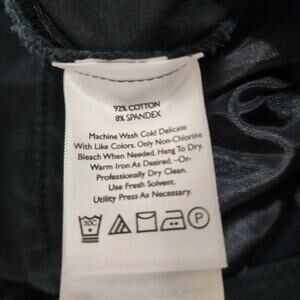 92% COTTON
8% SPANDEX
Machine Wash Cold Delicate
With Like Colors. Only Non-Chlorine
Bleach When Needed. Hang To Dry.
Warm Iron As Desired. -Or-
Professionally Dry Clean.
Use Fresh Solvent.
Utility Press As Necessary.
30C P